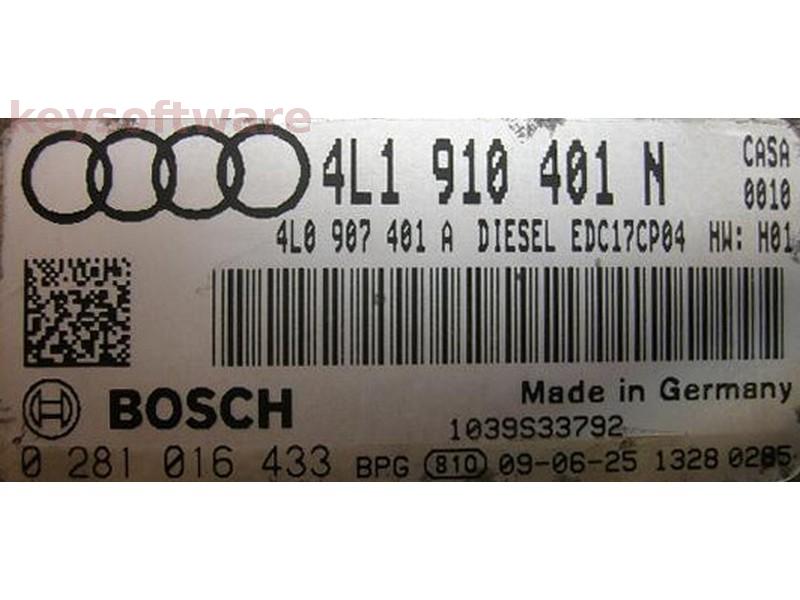 keysoftware
4L1 910 401 N CASA
0010
4L0 907 401 A DIESEL EDC17CP04 HW: H01
BOSCH Made in Germany
1039S33792
0 281 016 433 BPG 810 09-06-25 1328 0285